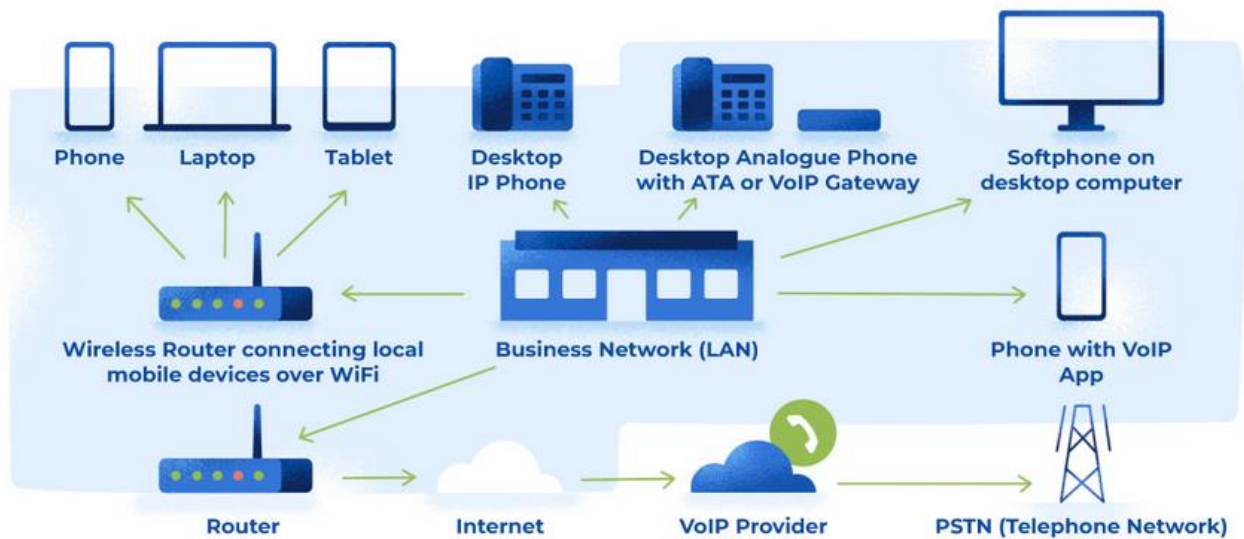 Phone
Laptop
Tablet
Desktop
IP Phone
Desktop Analogue Phone
with ATA or VoIP Gateway
Softphone on
desktop computer
Wireless Router connecting local
mobile devices over WiFi
Business Network (LAN)
Phone with VoIP
App
Router
Internet
VoIP Provider
PSTN (Telephone Network)